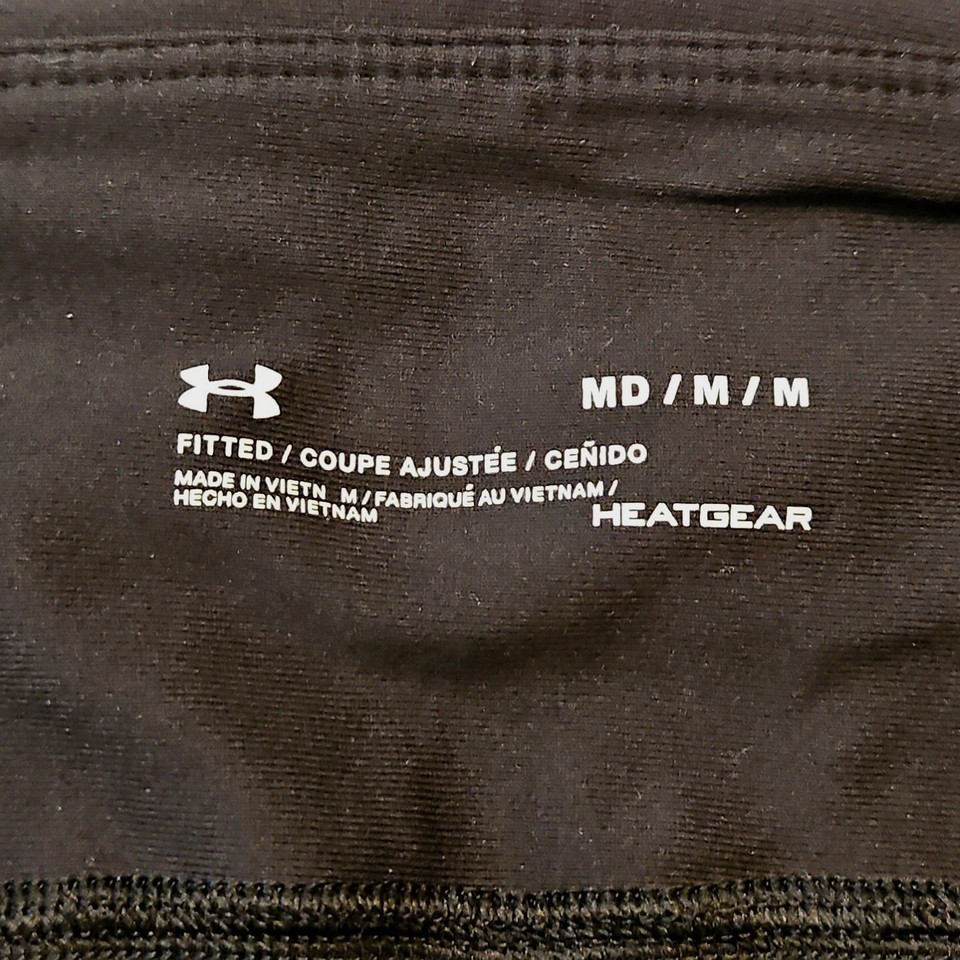 MD / M / M
FITTED / COUPE AJUSTÉE / CEÑIDO
MADE IN VIETN M / FABRIQUÉ AU VIETNAM /
HECHO EN VIETNAM
HEATGEAR